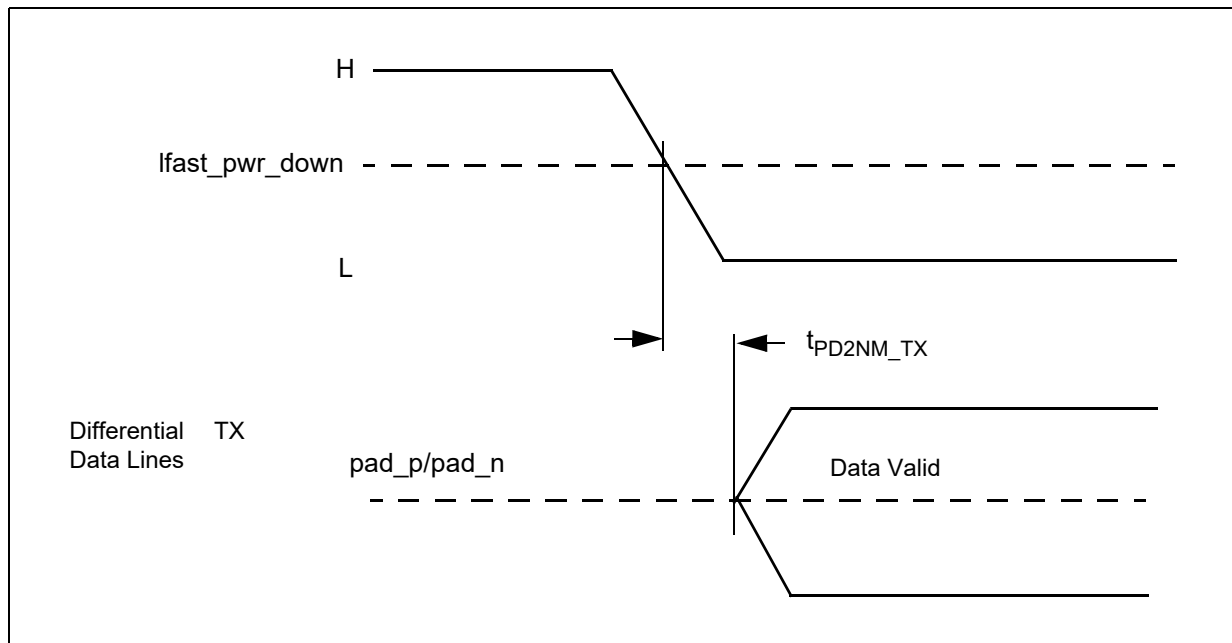 H
lfast_pwr_down
L
tPD2NM_TX
Differential TX
Data Lines
pad_p/pad_n
Data Valid